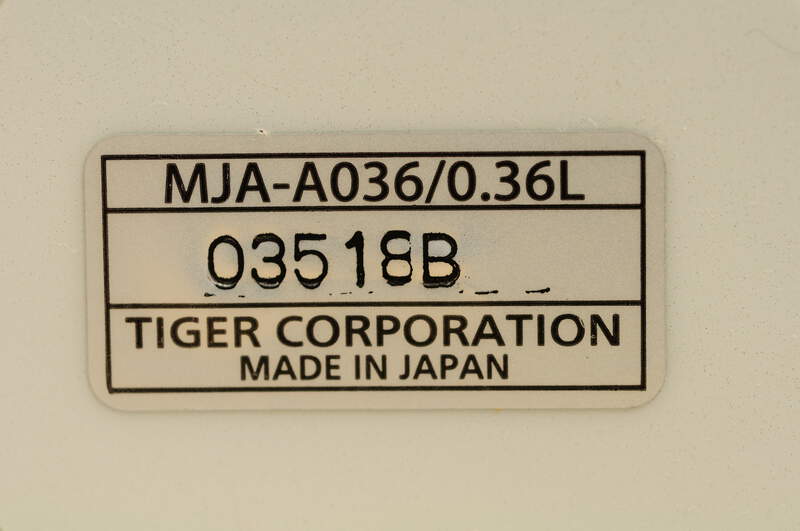 MJA-A036/0.36L
03518B
TIGER CORPORATION
MADE IN JAPAN